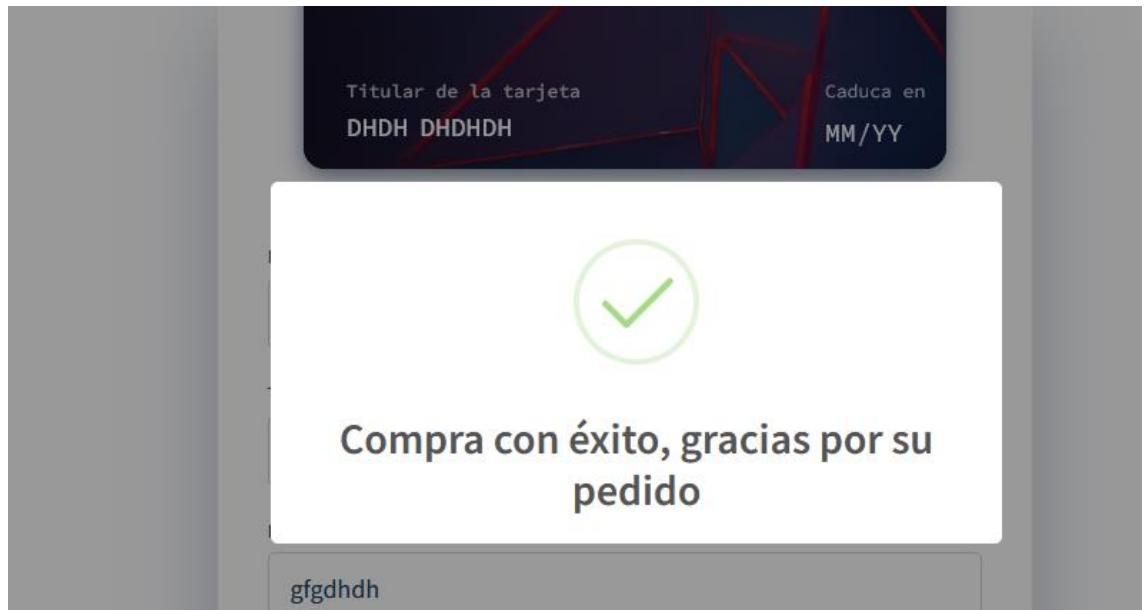 Titular de la tarjeta
Caduca en
DHDH DHDHDH
MM/YY
Compra con éxito, gracias por su
pedido
gfgdhdh